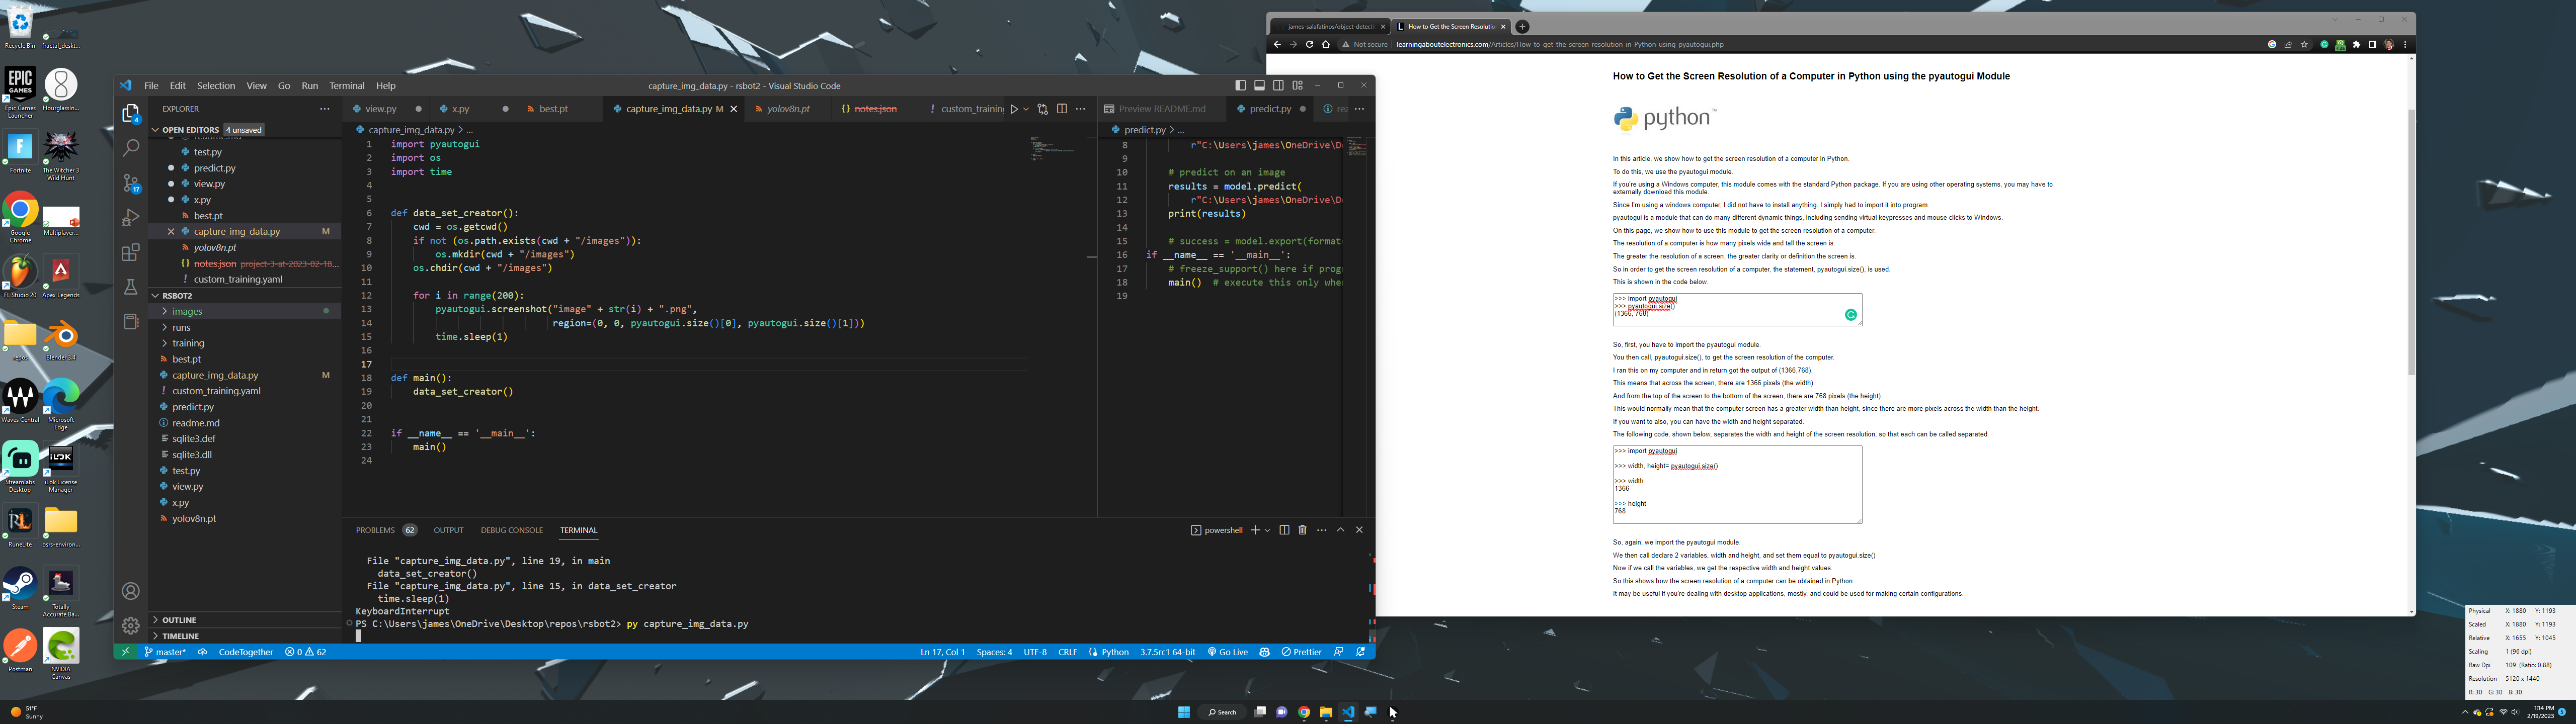 Recycle Bin
fractal_deskt...
Epic Games Launcher
HourglassIn...
Fortnite
The Witcher 3 Wild Hunt
Google Chrome
Multiplayer...
FL Studio 20
Apex Legends
repos
Blender 3.4
Waves Central
Microsoft Edge
Streamlabs Desktop
iLOK
iLok License Manager
RuneLite
osrs-environ...
Steam
Totally Accurate Ba...
Postman
NVIDIA Canvas
File Edit Selection View Go Run Terminal Help
capture_img_data.py - rsbot2 - Visual Studio Code
EXPLORER
OPEN EDITORS 4 unsaved
readme.md
test.py
predict.py
view.py
x.py
best.pt
capture_img_data.py M
yolov8n.pt
{} notes.json project-3-at-2023-02-18...
! custom_training.yaml
RSBOT2
images
runs
training
best.pt
capture_img_data.py M
! custom_training.yaml
predict.py
readme.md
sqlite3.def
sqlite3.dll
test.py
view.py
x.py
yolov8n.pt
OUTLINE
TIMELINE
4
17
view.py
x.py
best.pt
capture_img_data.py M
yolov8n.pt
{} notes.json
! custom_training
capture_img_data.py > ...
1 import pyautogui
2 import os
3 import time
4
5
6 def data_set_creator():
7 cwd = os.getcwd()
8 if not (os.path.exists(cwd + "/images")):
9 os.mkdir(cwd + "/images")
10 os.chdir(cwd + "/images")
11
12 for i in range(200):
13 pyautogui.screenshot("image" + str(i) + ".png",
14 region=(0, 0, pyautogui.size()[0], pyautogui.size()[1]))
15 time.sleep(1)
16
17
18 def main():
19 data_set_creator()
20
21
22 if __name__ == '__main__':
23 main()
24
Preview README.md
predict.py
predict.py > ...
8 r"C:\Users\james\OneDrive\De
9
10 # predict on an image
11 results = model.predict(
12 r"C:\Users\james\OneDrive\De
13 print(results)
14
15 # success = model.export(format
16 if __name__ == '__main__':
17 # freeze_support() here if prog
18 main() # execute this only whe
19
PROBLEMS 62 OUTPUT DEBUG CONSOLE TERMINAL
powershell
File "capture_img_data.py", line 19, in main
data_set_creator()
File "capture_img_data.py", line 15, in data_set_creator
time.sleep(1)
KeyboardInterrupt
PS C:\Users\james\OneDrive\Desktop\repos\rsbot2> py capture_img_data.py
master* CodeTogether 0 62
Ln 17, Col 1 Spaces: 4 UTF-8 CRLF Python 3.7.5rc1 64-bit Go Live Prettier
james-salafatinos/object-detecti
How to Get the Screen Resolutio
Not secure | learningaboutelectronics.com/Articles/How-to-get-the-screen-resolution-in-Python-using-pyautogui.php
How to Get the Screen Resolution of a Computer in Python using the pyautogui Module
python™
In this article, we show how to get the screen resolution of a computer in Python.
To do this, we use the pyautogui module.
If you're using a Windows computer, this module comes with the standard Python package. If you are using other operating systems, you may have to
externally download this module.
Since I'm using a windows computer, I did not have to install anything. I simply had to import it into program.
pyautogui is a module that can do many different dynamic things, including sending virtual keypresses and mouse clicks to Windows.
On this page, we show how to use this module to get the screen resolution of a computer.
The resolution of a computer is how many pixels wide and tall the screen is.
The greater the resolution of a screen, the greater clarity or definition the screen is.
So in order to get the screen resolution of a computer, the statement, pyautogui.size(), is used.
This is shown in the code below.
>>> import pyautogui
>>> pyautogui.size()
(1366, 768)
So, first, you have to import the pyautogui module.
You then call, pyautogui.size(), to get the screen resolution of the computer.
I ran this on my computer and in return got the output of (1366,768).
This means that across the screen, there are 1366 pixels (the width).
And from the top of the screen to the bottom of the screen, there are 768 pixels (the height).
This would normally mean that the computer screen has a greater width than height, since there are more pixels across the width than the height.
If you want to also, you can have the width and height separated.
The following code, shown below, separates the width and height of the screen resolution, so that each can be called separated.
>>> import pyautogui
>>> width, height= pyautogui.size()
>>> width
1366
>>> height
768
So, again, we import the pyautogui module.
We then call declare 2 variables, width and height, and set them equal to pyautogui.size()
Now if we call the variables, we get the respective width and height values.
So this shows how the screen resolution of a computer can be obtained in Python.
It may be useful if you're dealing with desktop applications, mostly, and could be used for making certain configurations.
Physical X: 1880 Y: 1193
Scaled X: 1880 Y: 1193
Relative X: 1655 Y: 1045
Scaling 1 (96 dpi)
Raw Dpi 109 (Ratio: 0.88)
Resolution 5120 x 1440
R: 30 G: 30 B: 30
51°F
Sunny
Search
1:14 PM
2/19/2023